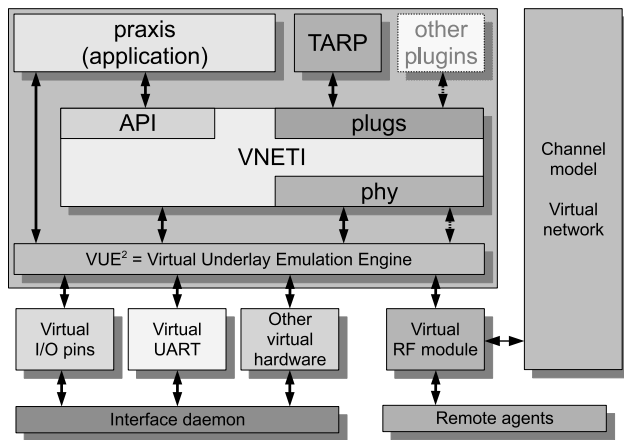 praxis
(application)
TARP
other
plugins
API
plugs
VNETI
phy
VUE² = Virtual Underlay Emulation Engine
Channel
model
Virtual
network
Virtual
I/O pins
Virtual
UART
Other
virtual
hardware
Virtual
RF module
Interface daemon
Remote agents